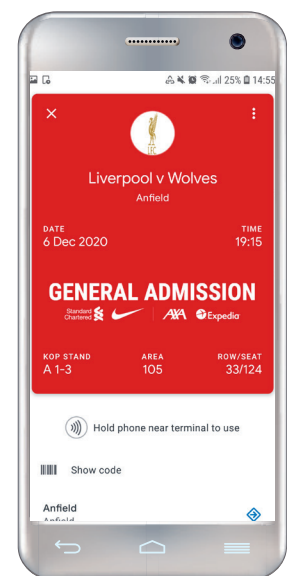 25% 14:55
LFC
Liverpool v Wolves
Anfield
DATE TIME
6 Dec 2020 19:15
GENERAL ADMISSION
Standard Chartered AXA Expedia
KOP STAND AREA ROW/SEAT
A 1-3 105 33/124
Hold phone near terminal to use
Show code
Anfield
Anfield